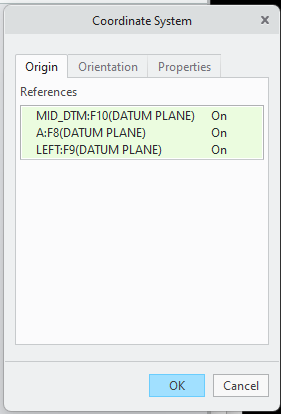 Coordinate System
Origin Orientation Properties
References
MID_DTM:F10(DATUM PLANE) On
A:F8(DATUM PLANE) On
LEFT:F9(DATUM PLANE) On
OK Cancel